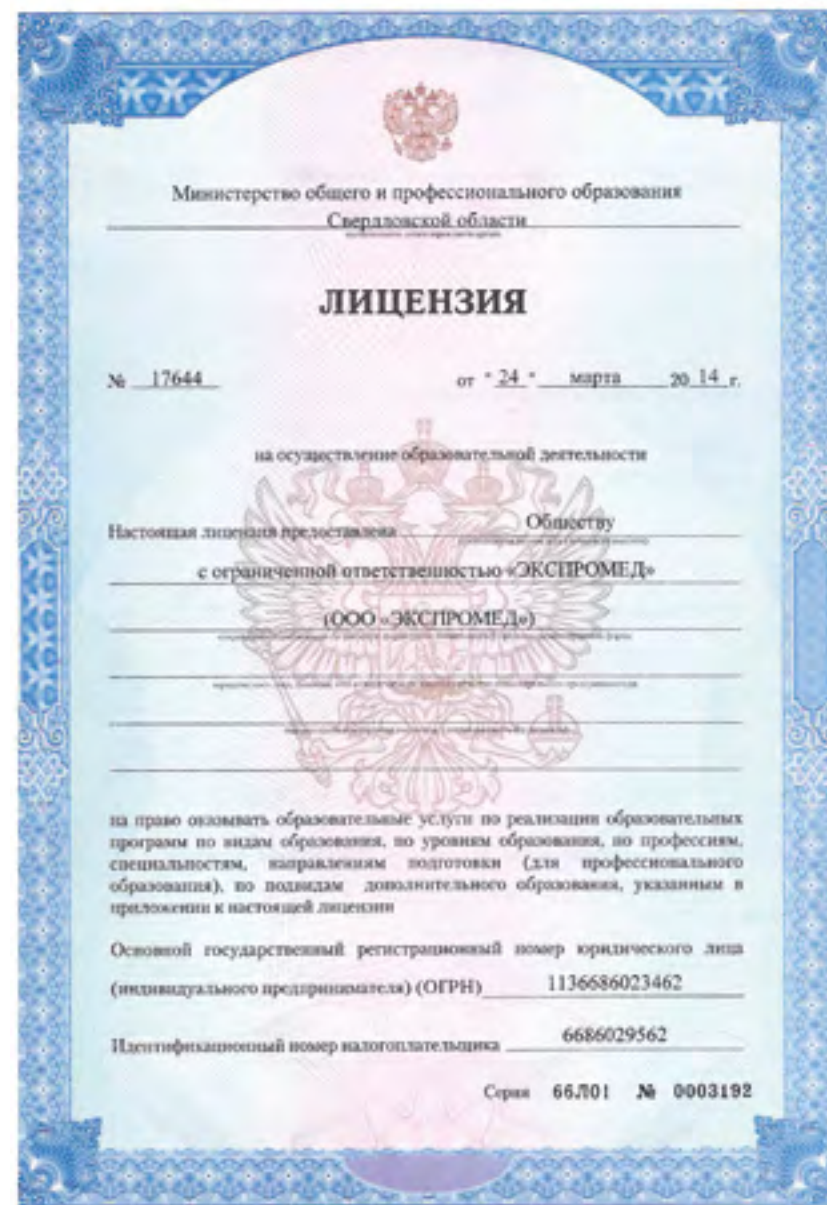 Министерство общего и профессионального образования
Свердловской области
ЛИЦЕНЗИЯ
№ 17644 от "24" марта 2014 г.
на осуществление образовательной деятельности
Настоящая лицензия предоставлена Обществу
с ограниченной ответственностью «ЭКСПРОМЕД»
(ООО «ЭКСПРОМЕД»)
на право оказывать образовательные услуги по реализации образовательных
программ по видам образования, по уровням образования, по профессиям,
специальностям, направлениям подготовки (для профессионального
образования), по подвидам дополнительного образования, указанным в
приложении к настоящей лицензии
Основной государственный регистрационный номер юридического лица
(индивидуального предпринимателя) (ОГРН) 1136686023462
Идентификационный номер налогоплательщика 6686029562
Серия 66Л01 № 0003192